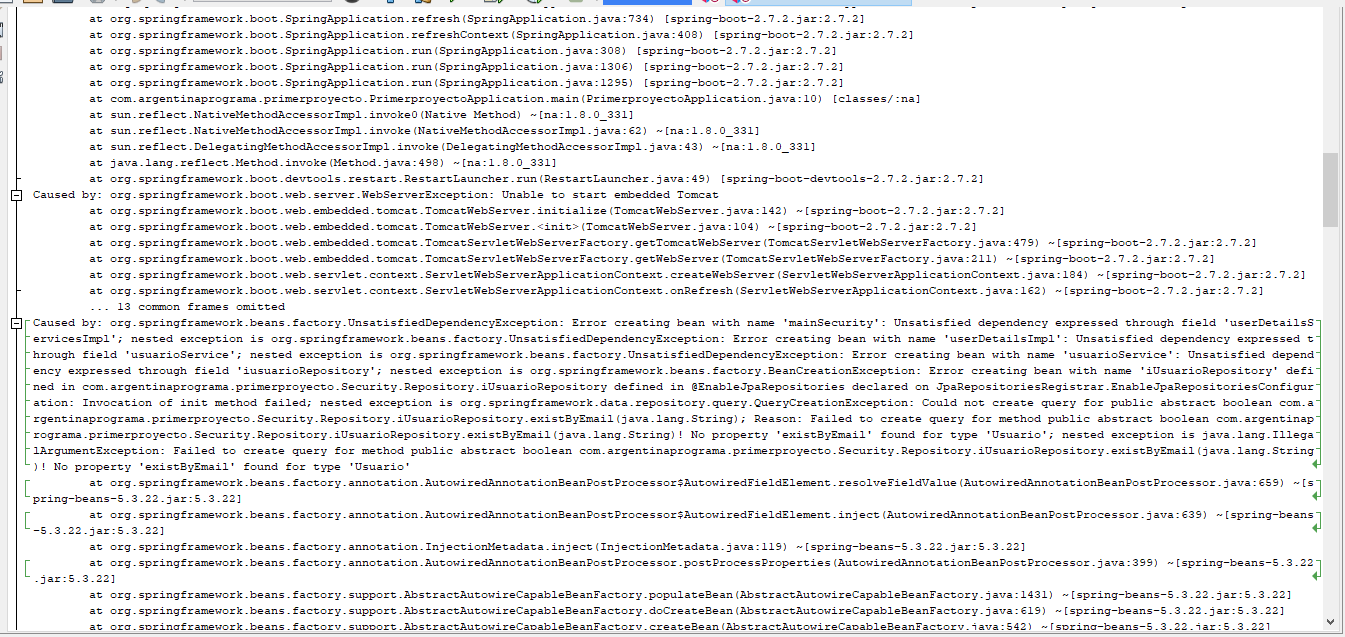 at org.springframework.boot.SpringApplication.refresh(SpringApplication.java:734) [spring-boot-2.7.2.jar:2.7.2]
at org.springframework.boot.SpringApplication.refreshContext(SpringApplication.java:408) [spring-boot-2.7.2.jar:2.7.2]
at org.springframework.boot.SpringApplication.run(SpringApplication.java:308) [spring-boot-2.7.2.jar:2.7.2]
at org.springframework.boot.SpringApplication.run(SpringApplication.java:1306) [spring-boot-2.7.2.jar:2.7.2]
at org.springframework.boot.SpringApplication.run(SpringApplication.java:1295) [spring-boot-2.7.2.jar:2.7.2]
at com.argentinaprograma.primerproyecto.PrimerproyectoApplication.main(PrimerproyectoApplication.java:10) [classes/:na]
at sun.reflect.NativeMethodAccessorImpl.invoke0(Native Method) ~[na:1.8.0_331]
at sun.reflect.NativeMethodAccessorImpl.invoke(NativeMethodAccessorImpl.java:62) ~[na:1.8.0_331]
at sun.reflect.DelegatingMethodAccessorImpl.invoke(DelegatingMethodAccessorImpl.java:43) ~[na:1.8.0_331]
at java.lang.reflect.Method.invoke(Method.java:498) ~[na:1.8.0_331]
at org.springframework.boot.devtools.restart.RestartLauncher.run(RestartLauncher.java:49) [spring-boot-devtools-2.7.2.jar:2.7.2]
Caused by: org.springframework.boot.web.server.WebServerException: Unable to start embedded Tomcat
at org.springframework.boot.web.embedded.tomcat.TomcatWebServer.initialize(TomcatWebServer.java:142) ~[spring-boot-2.7.2.jar:2.7.2]
at org.springframework.boot.web.embedded.tomcat.TomcatWebServer.<init>(TomcatWebServer.java:104) ~[spring-boot-2.7.2.jar:2.7.2]
at org.springframework.boot.web.embedded.tomcat.TomcatServletWebServerFactory.getTomcatWebServer(TomcatServletWebServerFactory.java:479) ~[spring-boot-2.7.2.jar:2.7.2]
at org.springframework.boot.web.embedded.tomcat.TomcatServletWebServerFactory.getWebServer(TomcatServletWebServerFactory.java:211) ~[spring-boot-2.7.2.jar:2.7.2]
at org.springframework.boot.web.servlet.context.ServletWebServerApplicationContext.createWebServer(ServletWebServerApplicationContext.java:184) ~[spring-boot-2.7.2.jar:2.7.2]
at org.springframework.boot.web.servlet.context.ServletWebServerApplicationContext.onRefresh(ServletWebServerApplicationContext.java:162) ~[spring-boot-2.7.2.jar:2.7.2]
... 13 common frames omitted
Caused by: org.springframework.beans.factory.UnsatisfiedDependencyException: Error creating bean with name 'mainSecurity': Unsatisfied dependency expressed through field 'userDetailsS
ervicesImpl'; nested exception is org.springframework.beans.factory.UnsatisfiedDependencyException: Error creating bean with name 'userDetailsImpl': Unsatisfied dependency expressed t
hrough field 'usuarioService'; nested exception is org.springframework.beans.factory.UnsatisfiedDependencyException: Error creating bean with name 'usuarioService': Unsatisfied depend
ency expressed through field 'iusuarioRepository'; nested exception is org.springframework.beans.factory.BeanCreationException: Error creating bean with name 'iUsuarioRepository' defi
ned in com.argentinaprograma.primerproyecto.Security.Repository.iUsuarioRepository defined in @EnableJpaRepositories declared on JpaRepositoriesRegistrar.EnableJpaRepositoriesConfigur
ation: Invocation of init method failed; nested exception is org.springframework.data.repository.query.QueryCreationException: Could not create query for public abstract boolean com.a
rgentinaprograma.primerproyecto.Security.Repository.iUsuarioRepository.existByEmail(java.lang.String); Reason: Failed to create query for method public abstract boolean com.argentinap
rograma.primerproyecto.Security.Repository.iUsuarioRepository.existByEmail(java.lang.String)! No property 'existByEmail' found for type 'Usuario'; nested exception is java.lang.Illega
lArgumentException: Failed to create query for method public abstract boolean com.argentinaprograma.primerproyecto.Security.Repository.iUsuarioRepository.existByEmail(java.lang.String
)! No property 'existByEmail' found for type 'Usuario'
at org.springframework.beans.factory.annotation.AutowiredAnnotationBeanPostProcessor$AutowiredFieldElement.resolveFieldValue(AutowiredAnnotationBeanPostProcessor.java:659) ~[s
pring-beans-5.3.22.jar:5.3.22]
at org.springframework.beans.factory.annotation.AutowiredAnnotationBeanPostProcessor$AutowiredFieldElement.inject(AutowiredAnnotationBeanPostProcessor.java:639) ~[spring-beans
-5.3.22.jar:5.3.22]
at org.springframework.beans.factory.annotation.InjectionMetadata.inject(InjectionMetadata.java:119) ~[spring-beans-5.3.22.jar:5.3.22]
at org.springframework.beans.factory.annotation.AutowiredAnnotationBeanPostProcessor.postProcessProperties(AutowiredAnnotationBeanPostProcessor.java:399) ~[spring-beans-5.3.22
.jar:5.3.22]
at org.springframework.beans.factory.support.AbstractAutowireCapableBeanFactory.populateBean(AbstractAutowireCapableBeanFactory.java:1431) ~[spring-beans-5.3.22.jar:5.3.22]
at org.springframework.beans.factory.support.AbstractAutowireCapableBeanFactory.doCreateBean(AbstractAutowireCapableBeanFactory.java:619) ~[spring-beans-5.3.22.jar:5.3.22]
at org.springframework.beans.factory.support.AbstractAutowireCapableBeanFactory.createBean(AbstractAutowireCapableBeanFactory.java:542) ~[spring-beans-5.3.22.jar:5.3.22]